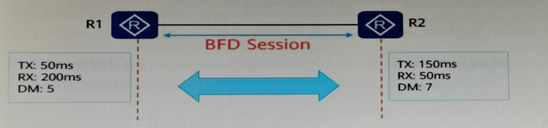 R1
R
R
R2
BFD Session
TX: 50ms
RX: 200ms
DM: 5
TX: 150ms
RX: 50ms
DM: 7